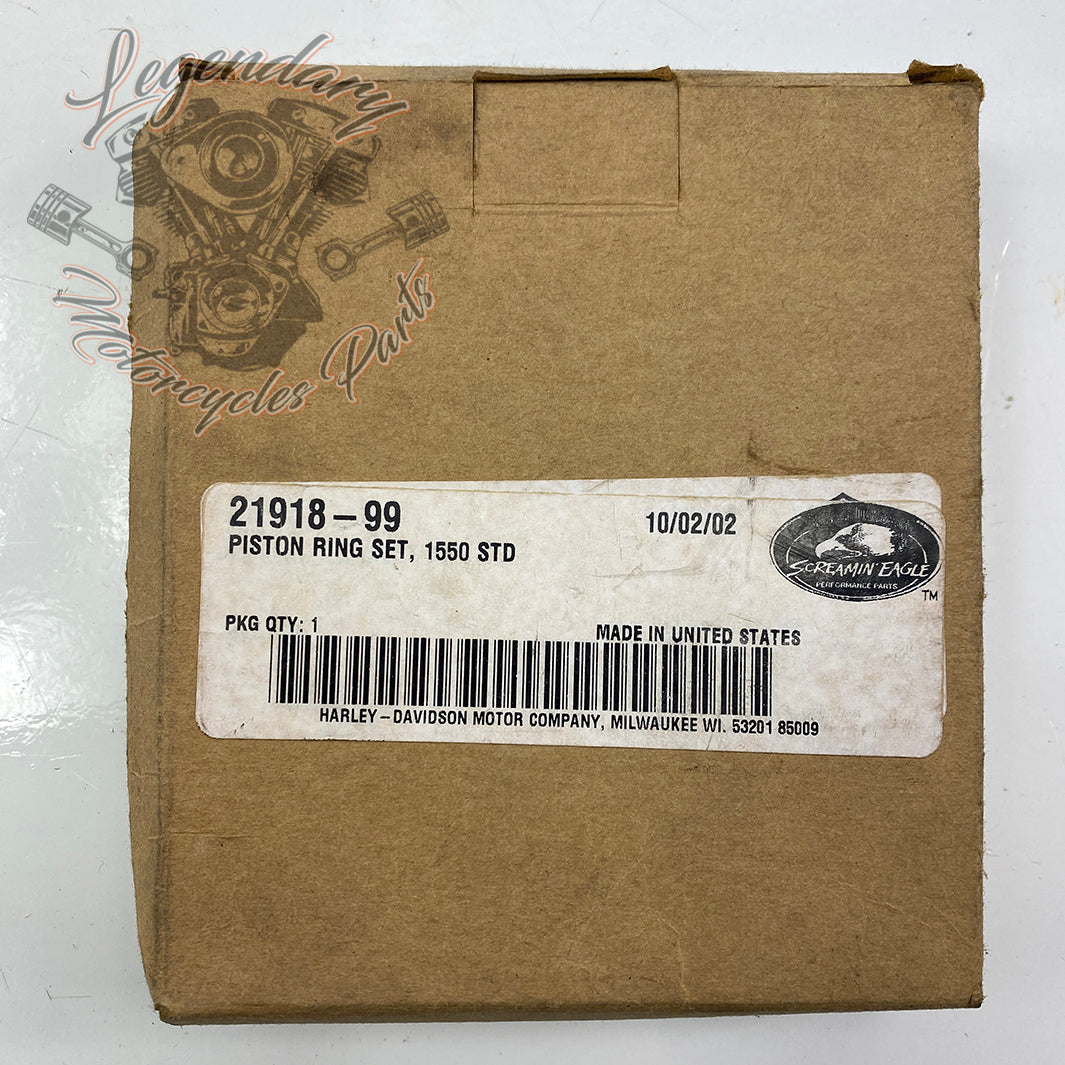 Legendary
Motorcycles Parts
21918-99
10/02/02
PISTON RING SET, 1550 STD
SCREAMIN' EAGLE
PERFORMANCE PARTS
TM
PKG QTY: 1
MADE IN UNITED STATES
HARLEY-DAVIDSON MOTOR COMPANY, MILWAUKEE WI. 53201 85009